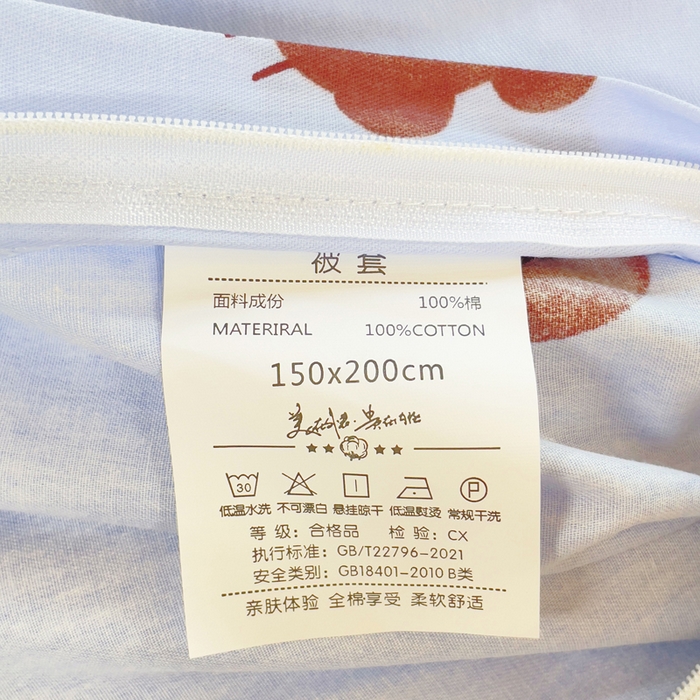 被套
面料成份 100%棉
MATERIRAL 100%COTTON
150x200cm
30 P
低温水洗 不可漂白 悬挂晾干 低温熨烫 常规干洗
等 级：合格品 检 验：CX
执行标准：GB/T22796-2021
安全类别：GB18401-2010 B类
亲肤体验 全棉享受 柔软舒适